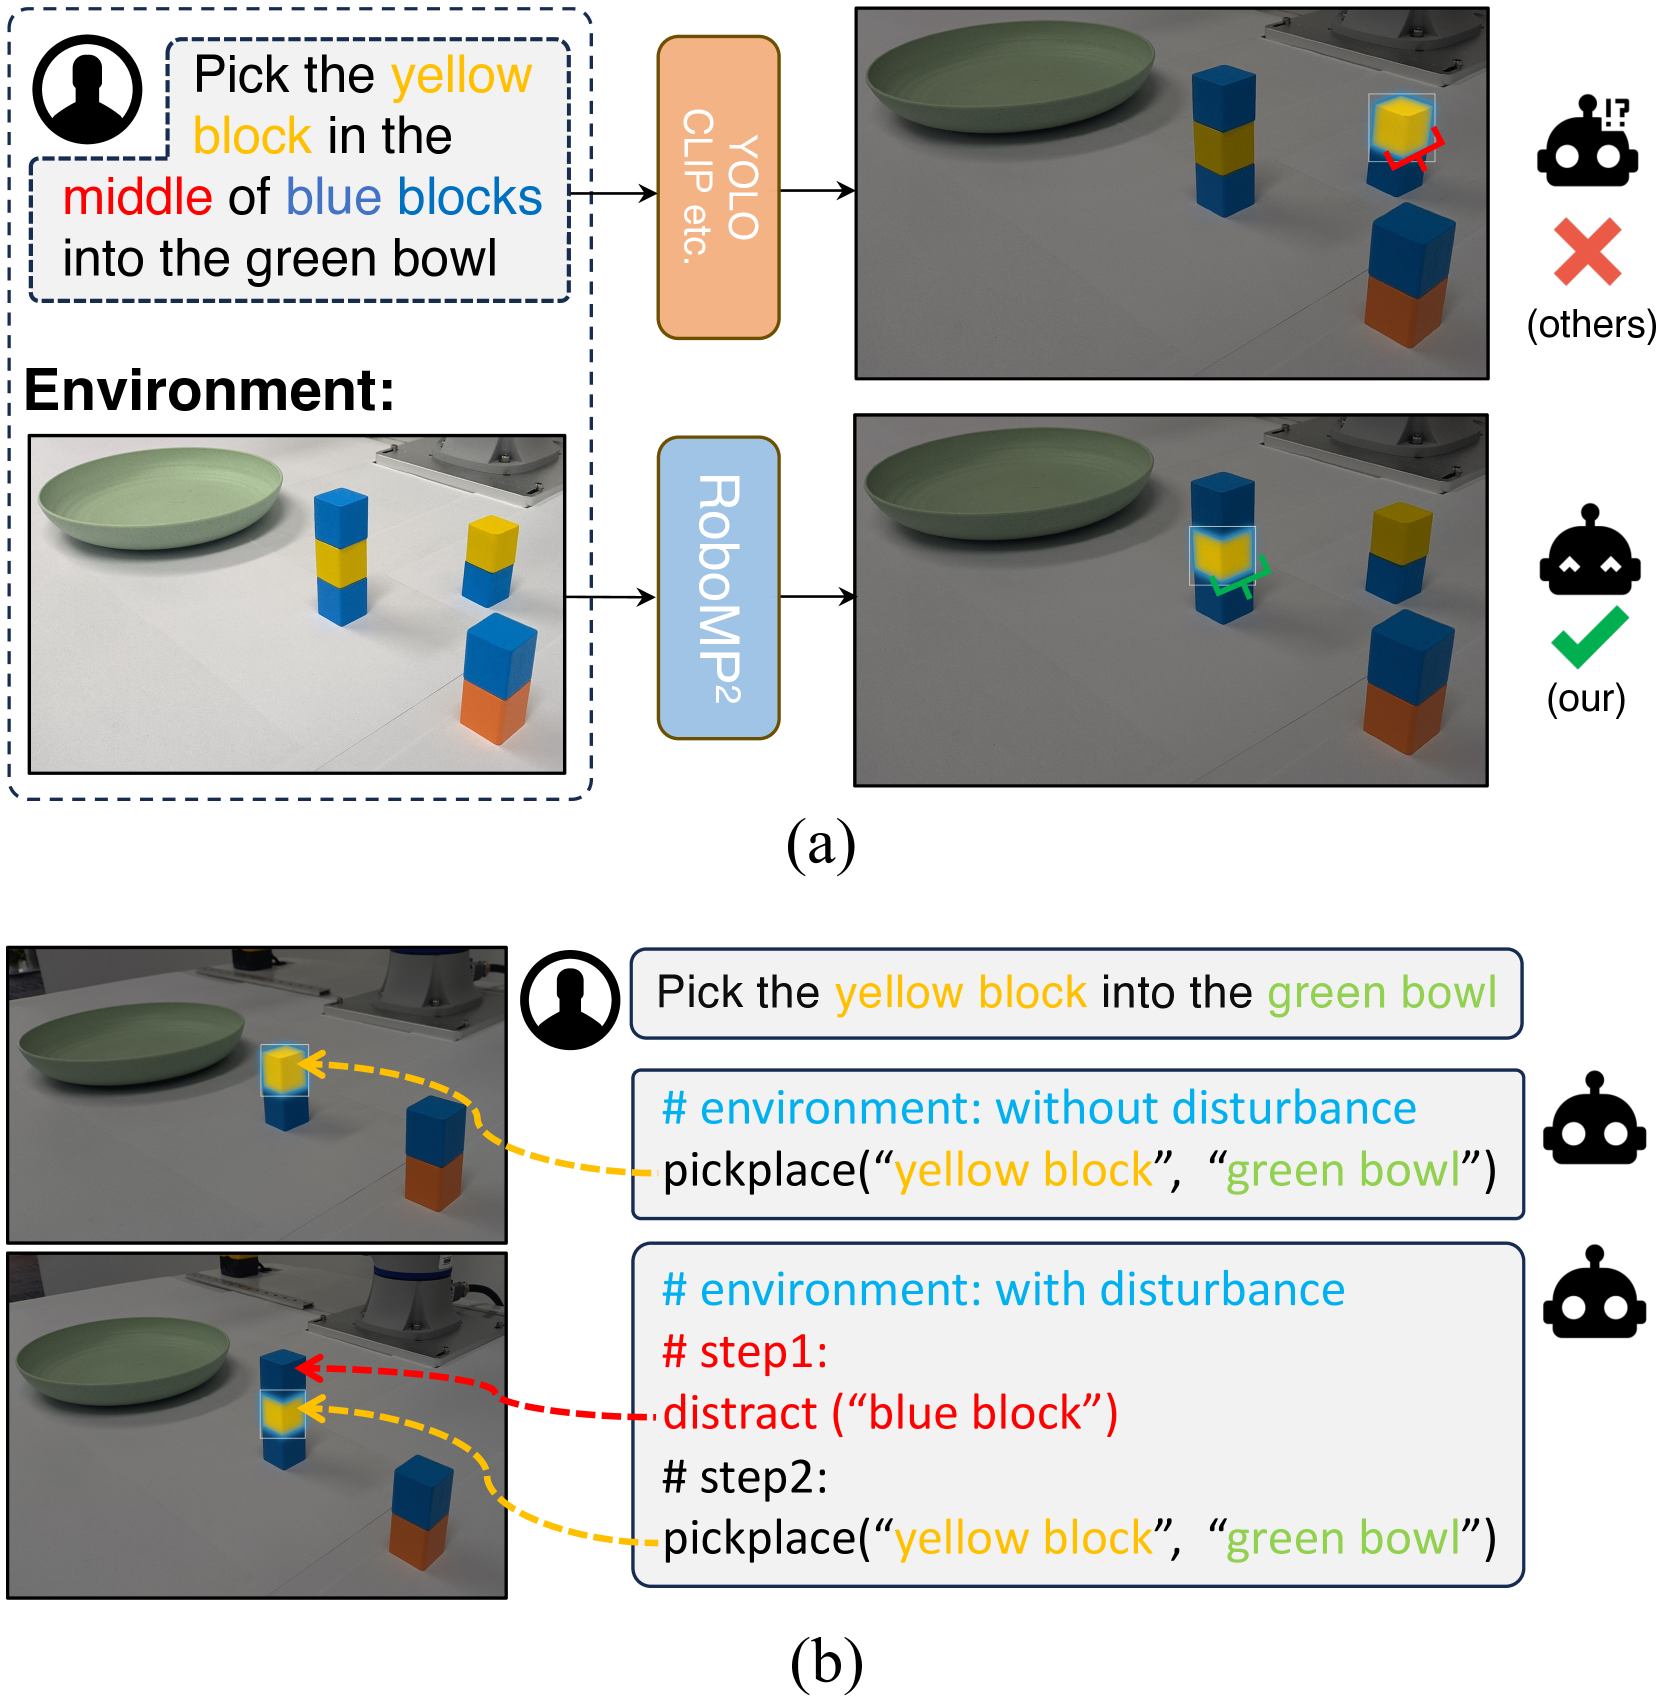 Pick the yellow
block in the
middle of blue blocks
into the green bowl
YOLO
CLIP etc.
!?
(others)
Environment:
RoboMP²
(our)
(a)
Pick the yellow block into the green bowl
# environment: without disturbance
pickplace(“yellow block”, “green bowl”)
# environment: with disturbance
# step1:
distract (“blue block”)
# step2:
pickplace(“yellow block”, “green bowl”)
(b)